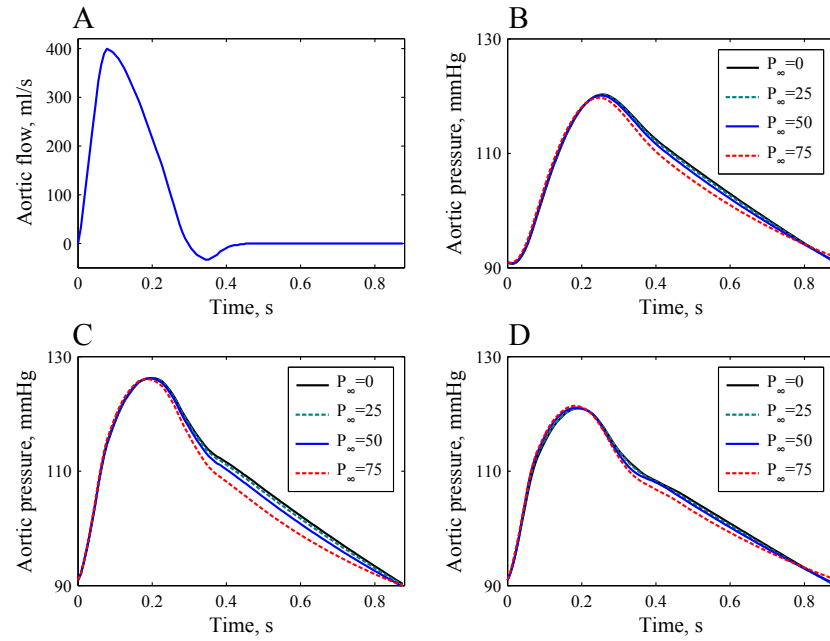 A
Aortic flow, ml/s
400
300
200
100
0
0
0.2
0.4
0.6
0.8
Time, s
B
Aortic pressure, mmHg
130
110
90
0
0.2
0.4
0.6
0.8
Time, s
P∞=0
P∞=25
P∞=50
P∞=75
C
Aortic pressure, mmHg
130
110
90
0
0.2
0.4
0.6
0.8
Time, s
P∞=0
P∞=25
P∞=50
P∞=75
D
Aortic pressure, mmHg
130
110
90
0
0.2
0.4
0.6
0.8
Time, s
P∞=0
P∞=25
P∞=50
P∞=75